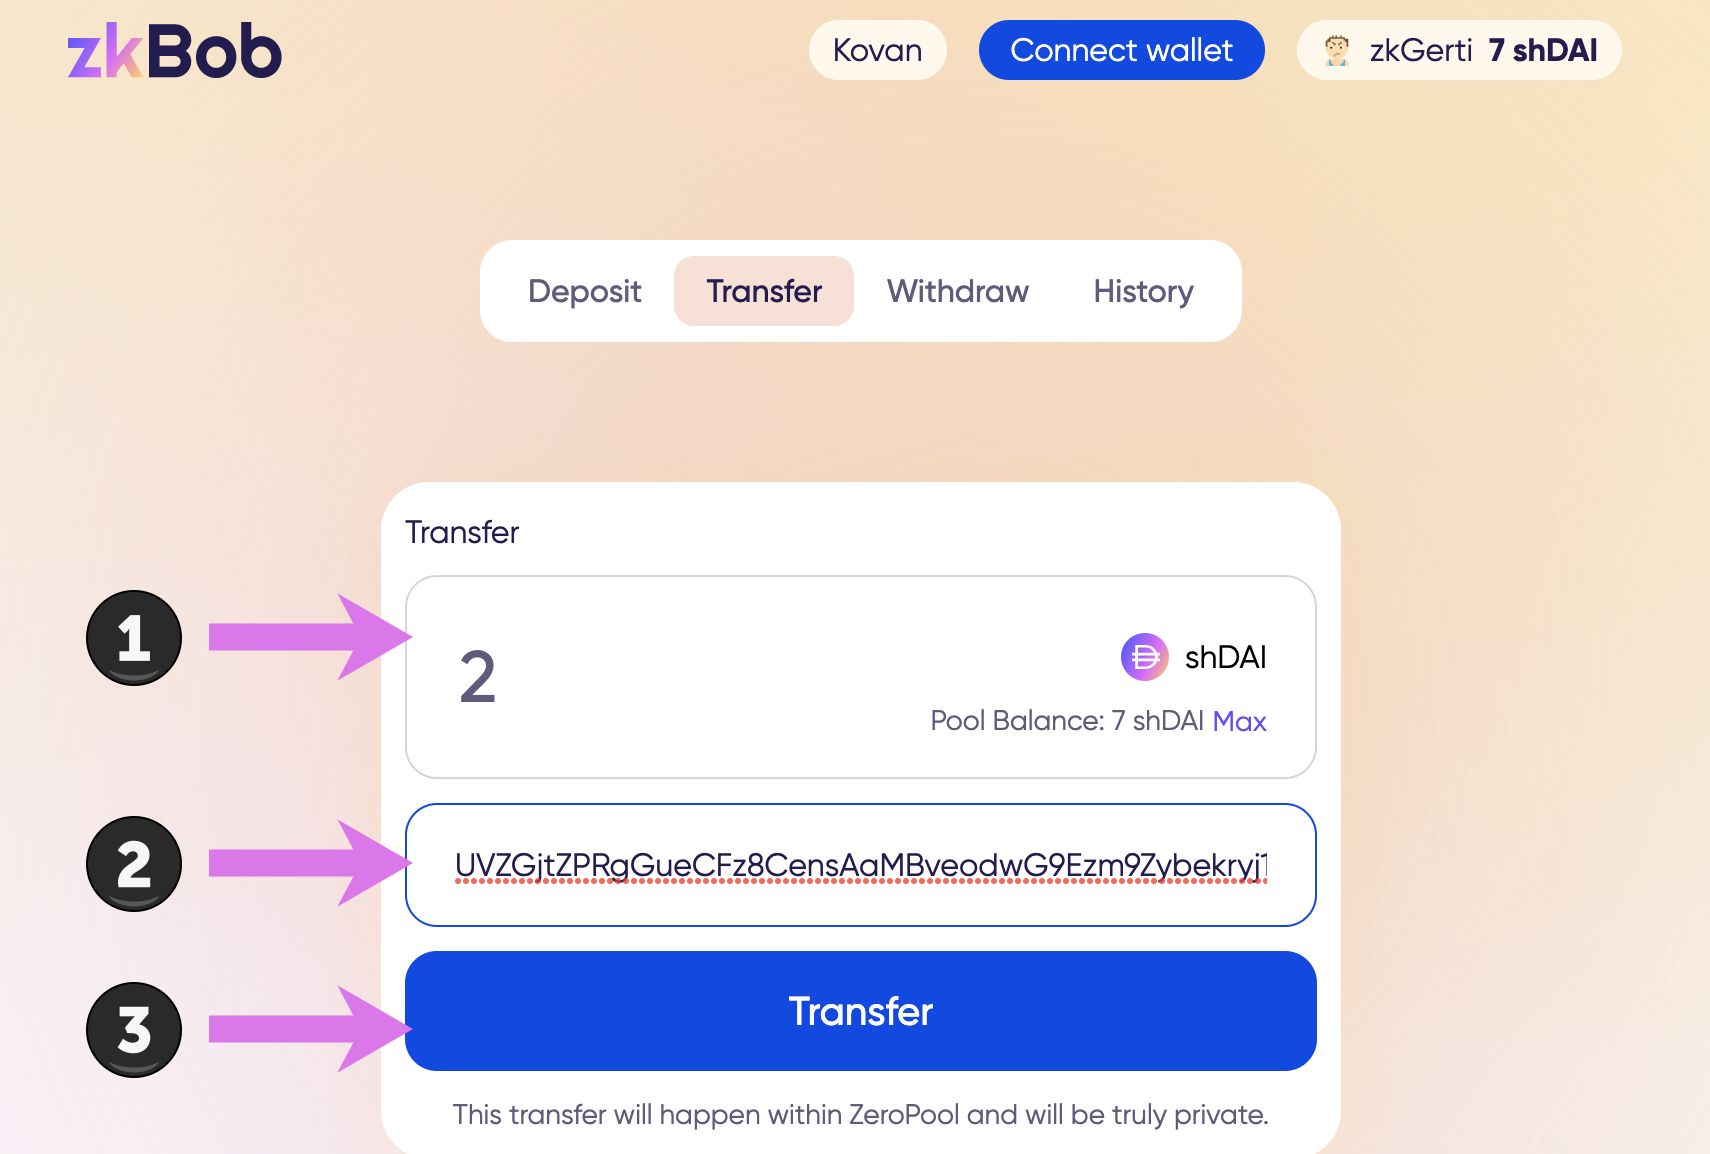 zkBob
Kovan
Connect wallet
zkGerti 7 shDAI
Deposit
Transfer
Withdraw
History
Transfer
1
2
shDAI
Pool Balance: 7 shDAI Max
2
UVZGjtZPRgGueCFz8CensAaMBveodwG9Ezm9Zybekryj1
3
Transfer
This transfer will happen within ZeroPool and will be truly private.